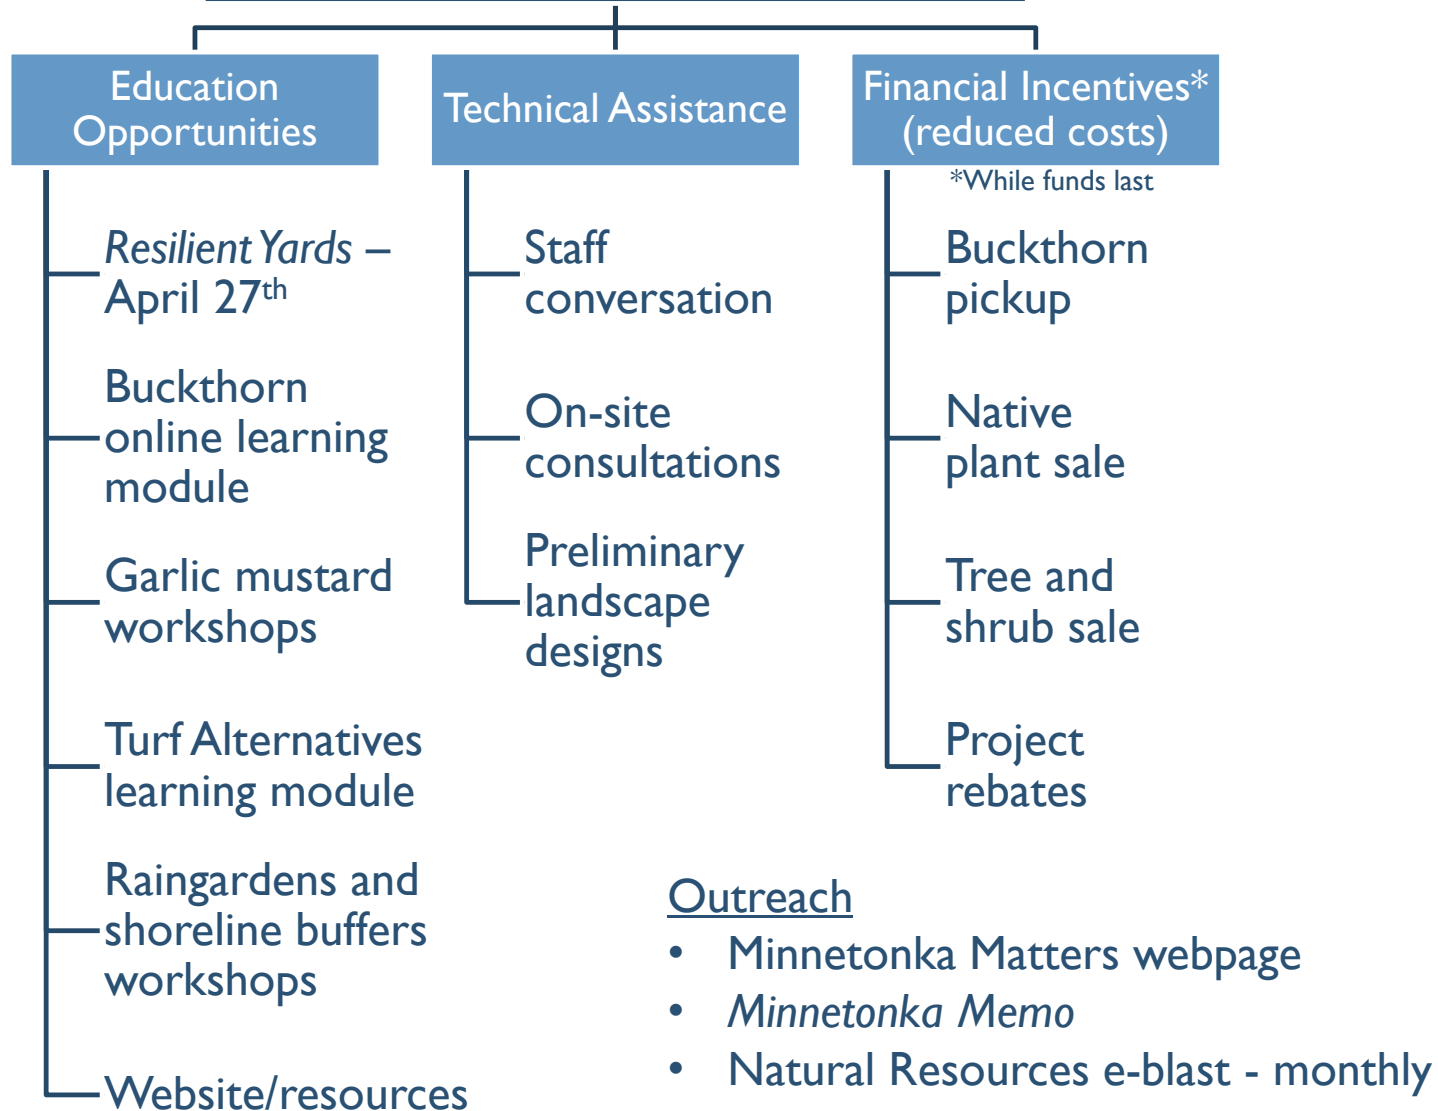 Education
Opportunities
Resilient Yards –
April 27th
Buckthorn
online learning
module
Garlic mustard
workshops
Turf Alternatives
learning module
Raingardens and
shoreline buffers
workshops
Website/resources
Technical Assistance
Staff
conversation
On-site
consultations
Preliminary
landscape
designs
Financial Incentives*
(reduced costs)
*While funds last
Buckthorn
pickup
Native
plant sale
Tree and
shrub sale
Project
rebates
Outreach
• Minnetonka Matters webpage
• Minnetonka Memo
• Natural Resources e-blast - monthly